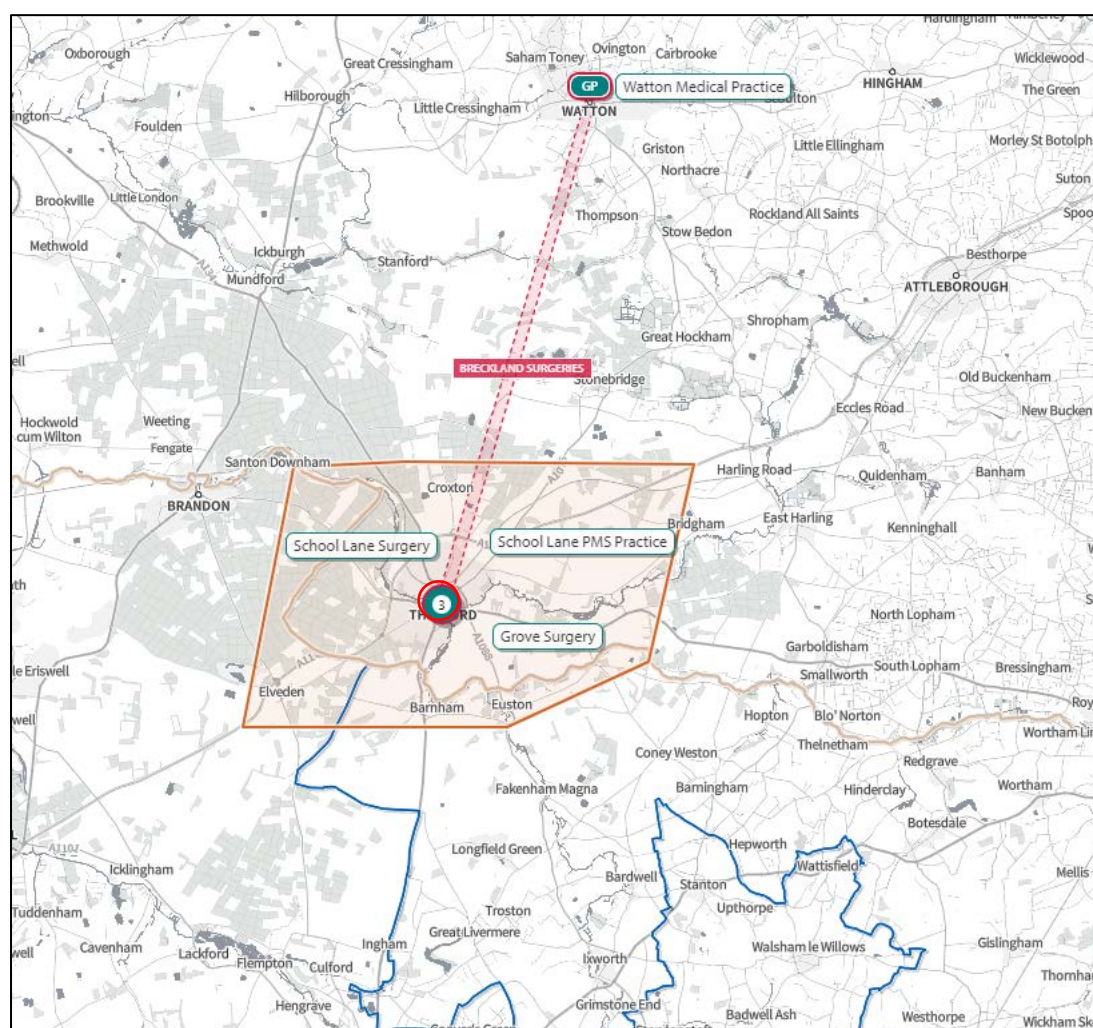 Hardingham
Kimberley
Oxborough
Ovington
Saham Toney
Carbrooke
Wicklewood
Great Cressingham
HINGHAM
GP
Watton Medical Practice
The Green
Hilborough
Little Cressingham
WATTON
Scoulton
Foulden
Morley St Botolph
Griston
Little Ellingham
Northacre
Suton
Brookville
Little London
Thompson
Rockland All Saints
Methwold
Ickburgh
Stow Bedon
Stanford
Besthorpe
Mundford
ATTLEBOROUGH
Shropham
Great Hockham
BRECKLAND SURGERIES
Stonebridge
Old Buckenham
Eccles Road
New Bucken
Hockwold
cum Wilton
Weeting
Fengate
Santon Downham
Harling Road
Quidenham
Banham
BRANDON
Croxton
Bridgham
East Harling
Kenninghall
School Lane Surgery
School Lane PMS Practice
3
North Lopham
Grove Surgery
A1088
A11
Garboldisham
South Lopham
Bressingham
le Eriswell
Smallworth
Elveden
Barnham
Euston
Hopton
Blo' Norton
Wortham Lin
Thelnetham
Coney Weston
Redgrave
Fakenham Magna
Barningham
Hinderclay
Wortham
Botesdale
Hepworth
Longfield Green
Wattisfield
Icklingham
Bardwell
Stanton
Mellis
Upthorpe
Tuddenham
Troston
Great Livermere
Cavenham
Lackford
Flempton
Culford
Ingham
Ixworth
Walsham le Willows
Gislingham
Thornham
Hengrave
Grimstone End
Badwell Ash
Westhorpe
Wickham Sk